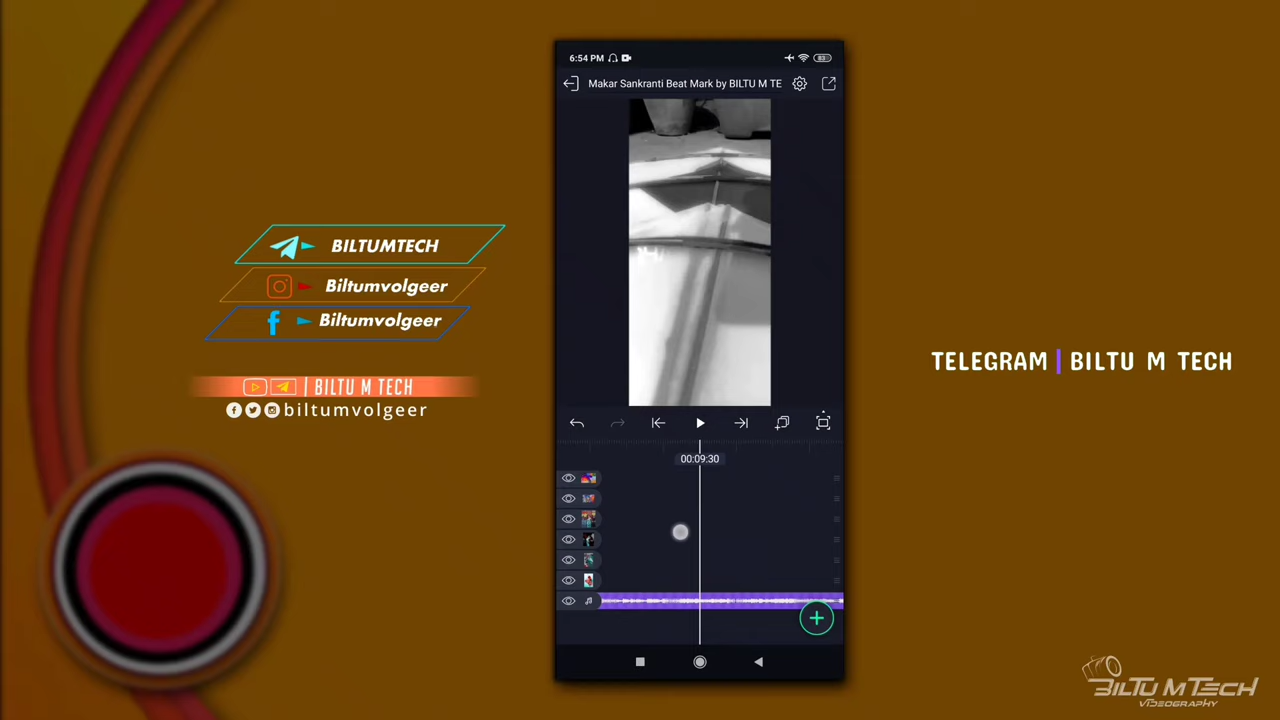 6:54 PM
83
Makar Sankranti Beat Mark by BILTU M TE
BILTUMTECH
Biltumvolgeer
Biltumvolgeer
| BILTU M TECH
biltumvolgeer
TELEGRAM | BILTU M TECH
00:09:30
BILTU M TECH
VIDEOGRAPHY